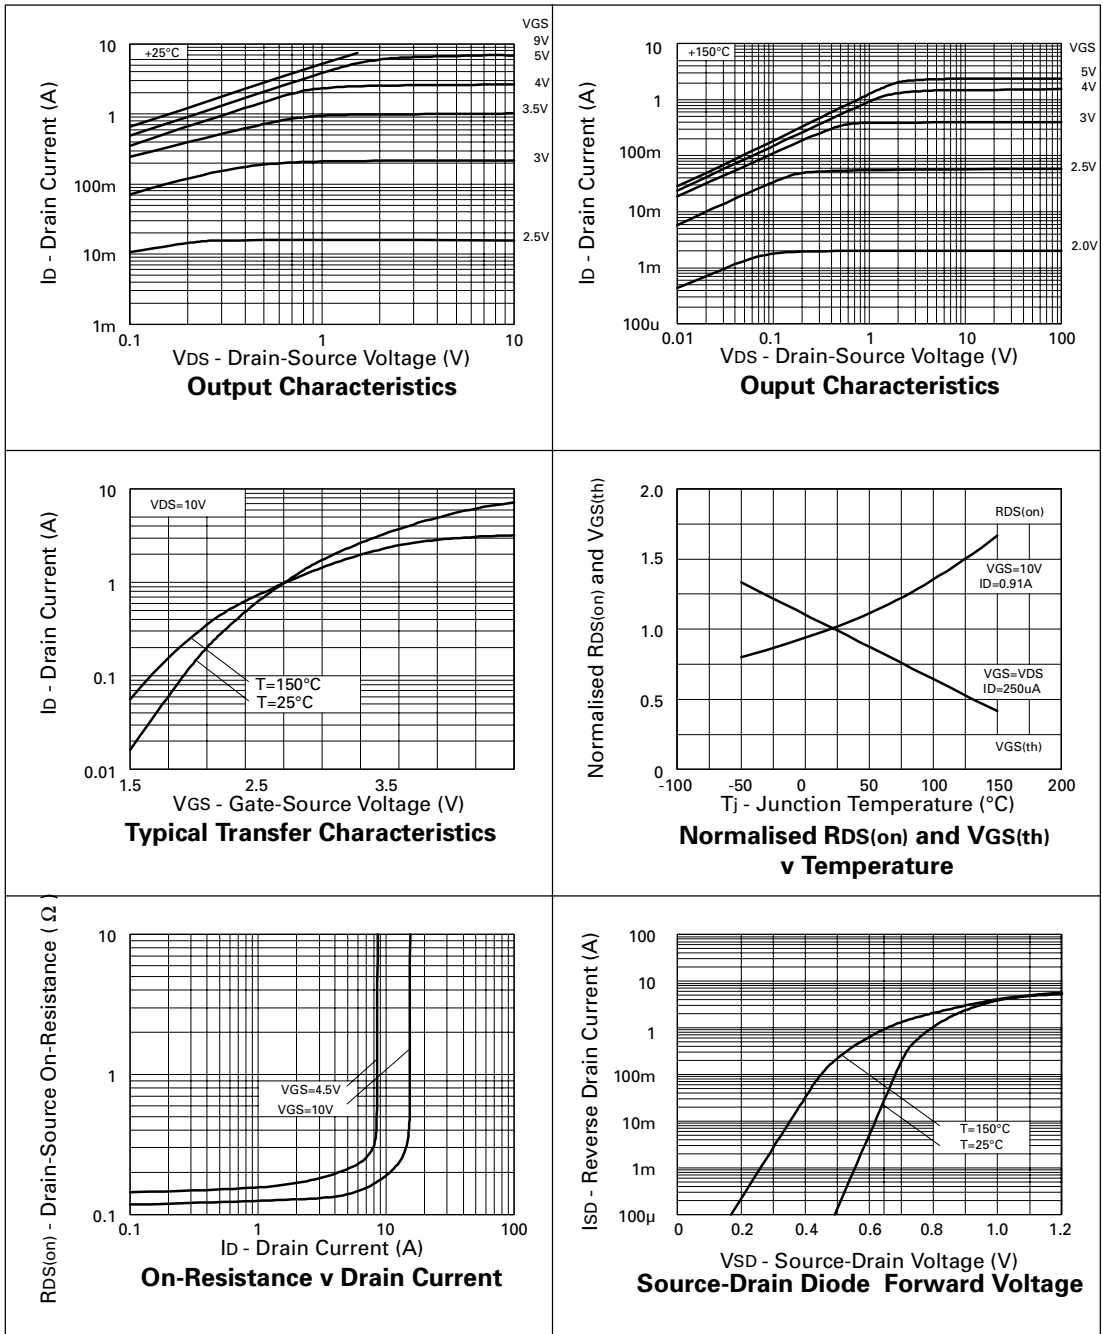 VGS
9V
5V
4V
3.5V
3V
2.5V
+25°C
10
1
100m
10m
1m
0.1
1
10
ID - Drain Current (A)
VDS - Drain-Source Voltage (V)
Output Characteristics
VGS
5V
4V
3V
2.5V
2.0V
+150°C
10
1
100m
10m
1m
100u
0.01
0.1
1
10
100
ID - Drain Current (A)
VDS - Drain-Source Voltage (V)
Ouput Characteristics
VDS=10V
T=150°C
T=25°C
10
1
0.1
0.01
1.5
2.5
3.5
ID - Drain Current (A)
VGS - Gate-Source Voltage (V)
Typical Transfer Characteristics
RDS(on)
VGS=10V
ID=0.91A
VGS=VDS
ID=250uA
VGS(th)
2.0
1.5
1.0
0.5
0
-100
-50
0
50
100
150
200
Normalised RDS(on) and VGS(th)
Tj - Junction Temperature (°C)
Normalised RDS(on) and VGS(th)
v Temperature
VGS=4.5V
VGS=10V
10
1
0.1
0.1
1
10
100
RDS(on) - Drain-Source On-Resistance (Ω)
ID - Drain Current (A)
On-Resistance v Drain Current
T=150°C
T=25°C
100
10
1
100m
10m
1m
100µ
0
0.2
0.4
0.6
0.8
1.0
1.2
ISD - Reverse Drain Current (A)
VSD - Source-Drain Voltage (V)
Source-Drain Diode Forward Voltage